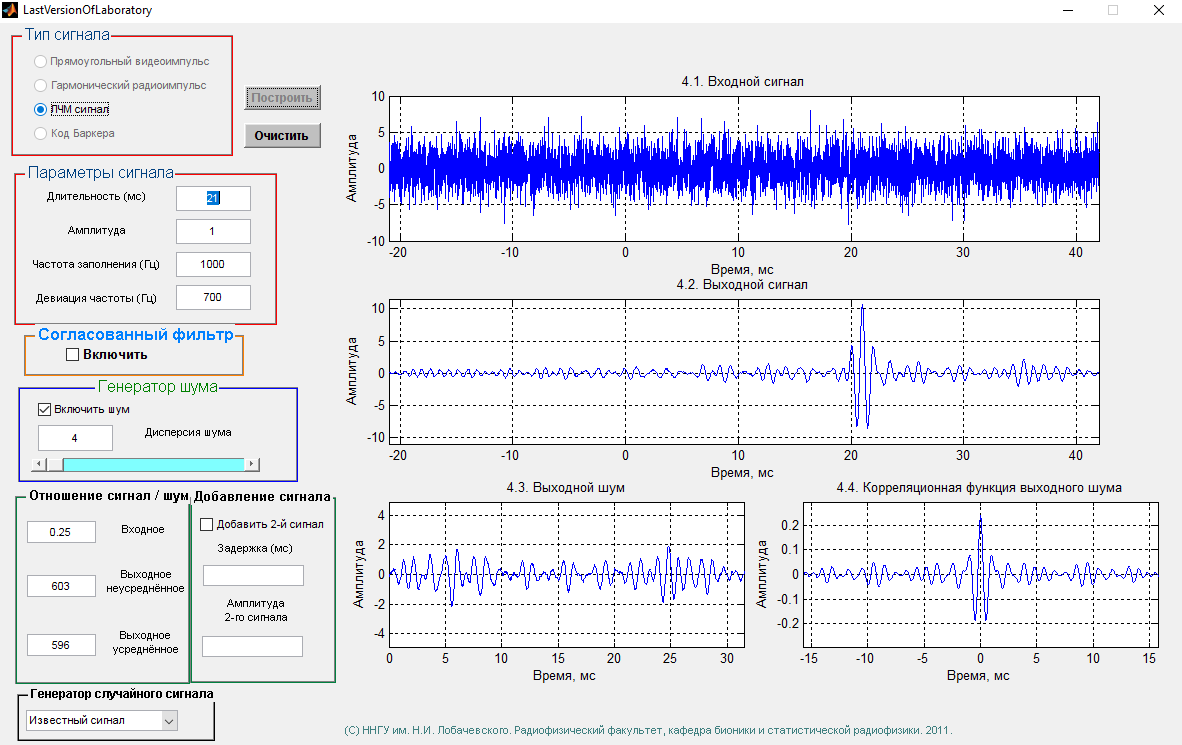 LastVersionOfLaboratory
Тип сигнала
Прямоугольный видеоимпульс
Гармонический радиоимпульс
ЛЧМ сигнал
Код Баркера
Построить
Очистить
Параметры сигнала
Длительность (мс)
21
Амплитуда
1
Частота заполнения (Гц)
1000
Девиация частоты (Гц)
700
Согласованный фильтр
Включить
Генератор шума
Включить шум
4
Дисперсия шума
Отношение сигнал / шум
0.25
Входное
603
Выходное
неусреднённое
596
Выходное
усреднённое
Добавление сигнала
Добавить 2-й сигнал
Задержка (мс)
Амплитуда
2-го сигнала
Генератор случайного сигнала
Известный сигнал
4.1. Входной сигнал
Амплитуда
10
5
0
-5
-10
-20 -10 0 10 20 30 40
Время, мс
4.2. Выходной сигнал
Амплитуда
10
5
0
-5
-10
-20 -10 0 10 20 30 40
Время, мс
4.3. Выходной шум
Амплитуда
4
2
0
-2
-4
0 5 10 15 20 25 30
Время, мс
4.4. Корреляционная функция выходного шума
Амплитуда
0.2
0.1
0
-0.1
-0.2
-15 -10 -5 0 5 10 15
Время, мс
(С) ННГУ им. Н.И. Лобачевского. Радиофизический факультет, кафедра бионики и статистической радиофизики. 2011.